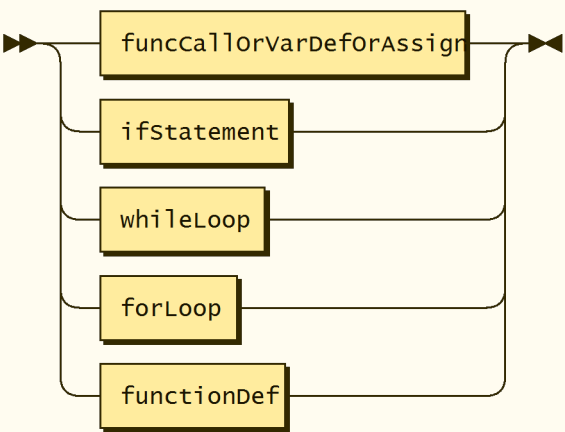 funcCallOrVarDefOrAssign
ifStatement
whileLoop
forLoop
functionDef